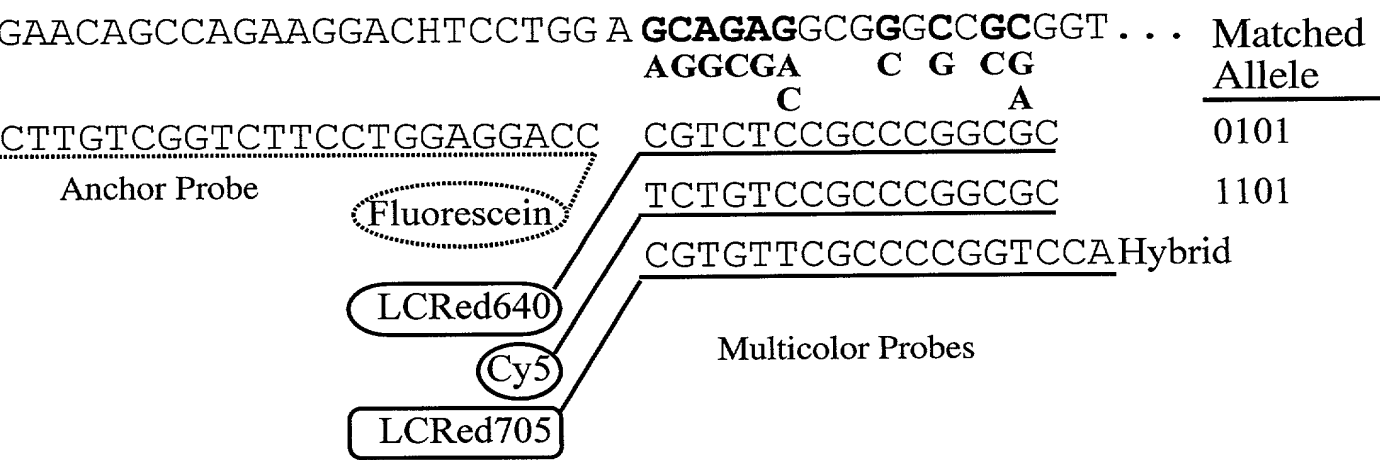 GAACAGCCAGAAGGACHTCCTGG A GCAGAGGCGGGCCGCGGT... Matched
AGGCGA C G CG Allele
C A
CTTGTCGGTCTTCCTGGAGGACC CGTCTCCGCCCGGCGC 0101
Anchor Probe TCTGTCCGCCCGGCGC 1101
Fluorescein
CGTGTTCGCCCCGGTCCA Hybrid
LCRed640
Multicolor Probes
Cy5
LCRed705